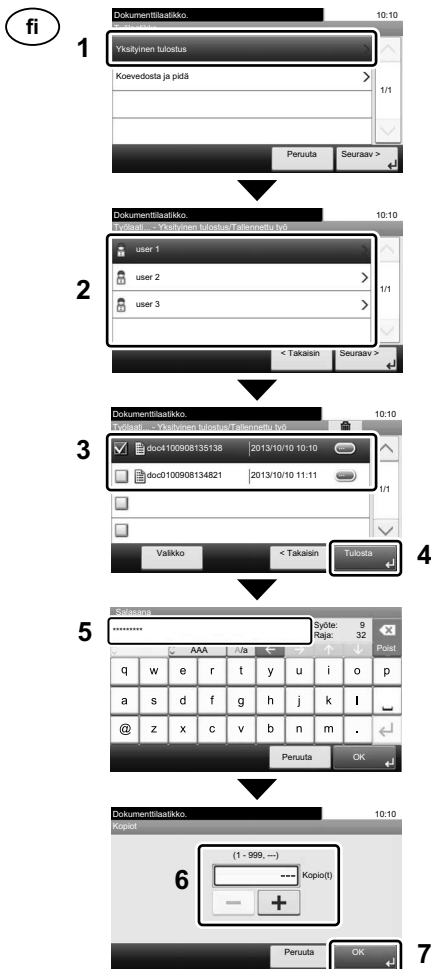 fi
Dokumenttilaatikko.
10:10
1
Yksityinen tulostus
Koevedosta ja pidä
1/1
Peruuta
Seuraav >
Dokumenttilaatikko.
10:10
Työlaati... - Yksityinen tulostus/Tallennettu työ
2
user 1
user 2
user 3
1/1
< Takaisin
Seuraav >
Dokumenttilaatikko.
10:10
Työlaati... - Yksityinen tulostus/Tallennettu työ
3
doc4100908135138 2013/10/10 10:10
doc0100908134821 2013/10/10 11:11
1/1
Valikko
< Takaisin
Tulosta
4
Salasana
5
*********
Syöte: 9
Raja: 32
AAA
A/a
Poist
q w e r t y u i o p
a s d f g h j k l
@ z x c v b n m .
Peruuta
OK
Dokumenttilaatikko.
10:10
Kopiot
(1 - 999, ---)
6
--- Kopio(t)
Peruuta
OK
7